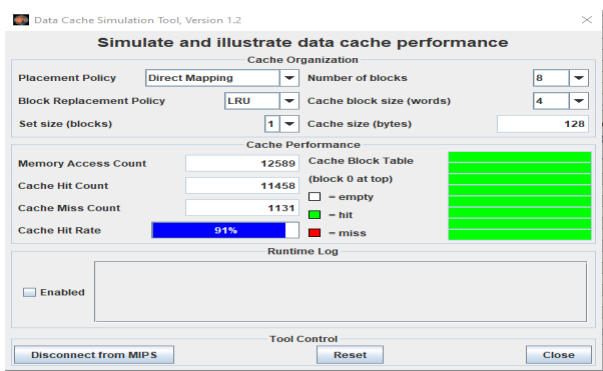 Data Cache Simulation Tool, Version 1.2
Simulate and illustrate data cache performance
Cache Organization
Placement Policy Direct Mapping Number of blocks 8
Block Replacement Policy LRU Cache block size (words) 4
Set size (blocks) 1 Cache size (bytes) 128
Cache Performance
Memory Access Count 12589 Cache Block Table
(block 0 at top)
Cache Hit Count 11458
= empty
Cache Miss Count 1131
= hit
Cache Hit Rate 91%
= miss
Runtime Log
Enabled
Tool Control
Disconnect from MIPS Reset Close